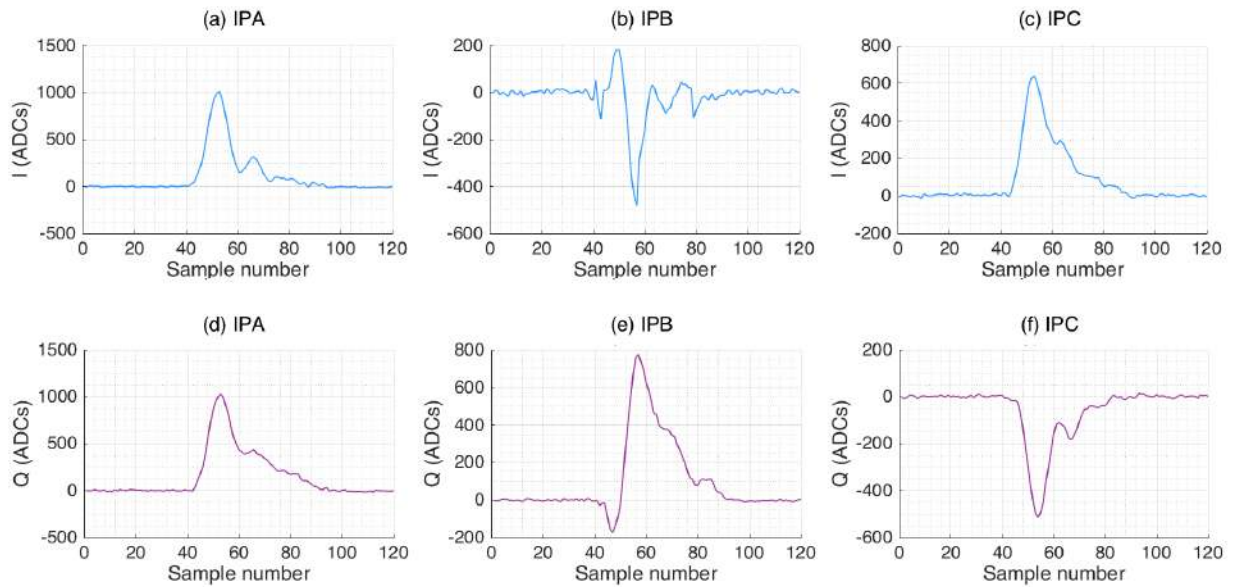 (a) IPA
(b) IPB
(c) IPC
1500
1000
500
0
-500
I (ADCs)
0 20 40 60 80 100 120
Sample number
200
0
-200
-400
-600
I (ADCs)
0 20 40 60 80 100 120
Sample number
800
600
400
200
0
-200
I (ADCs)
0 20 40 60 80 100 120
Sample number
(d) IPA
(e) IPB
(f) IPC
1500
1000
500
0
-500
Q (ADCs)
0 20 40 60 80 100 120
Sample number
800
600
400
200
0
-200
Q (ADCs)
0 20 40 60 80 100 120
Sample number
200
0
-200
-400
-600
Q (ADCs)
0 20 40 60 80 100 120
Sample number